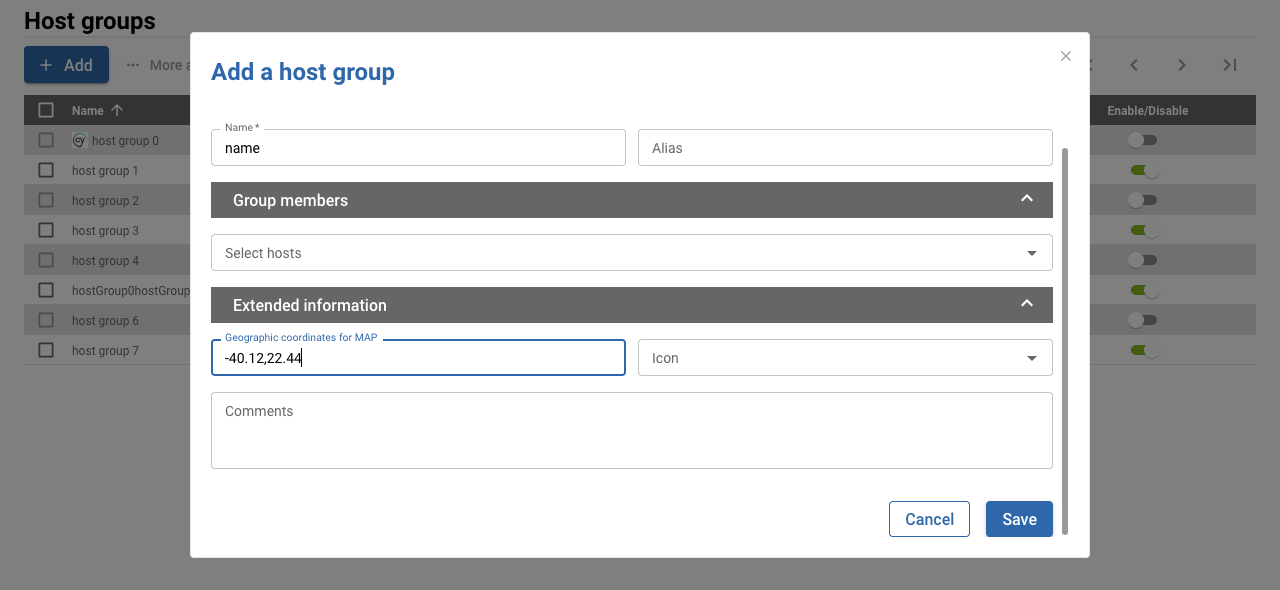 Host groups
Add
More a
Name
Enable/Disable
host group 0
host group 1
host group 2
host group 3
host group 4
hostGroup0hostGroup
host group 6
host group 7
Add a host group
Name *
name
Alias
Group members
Select hosts
Extended information
Geographic coordinates for MAP
-40.12,22.44
Icon
Comments
Cancel
Save